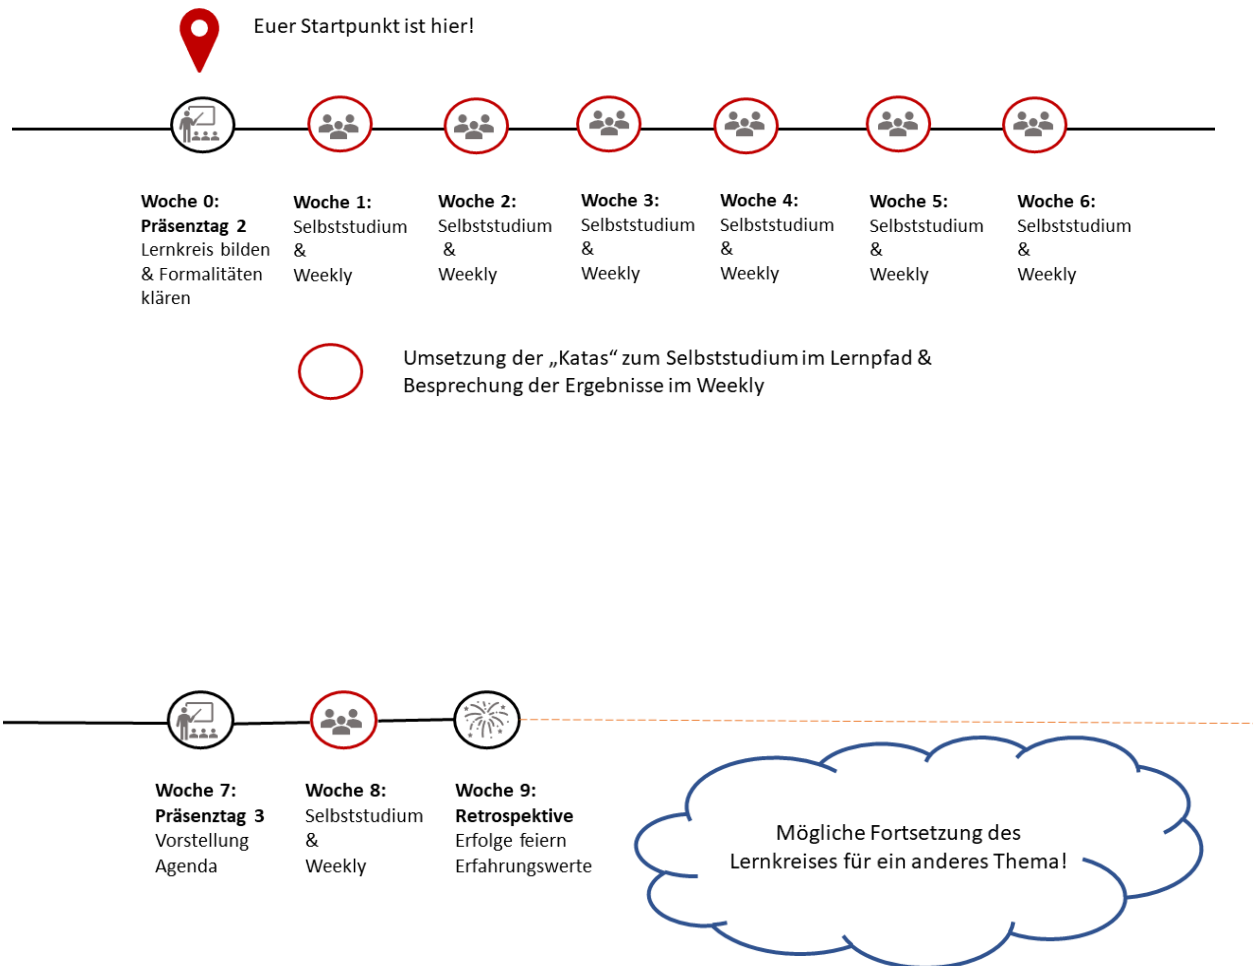 Euer Startpunkt ist hier!
Woche 0:
Präsenztag 2
Lernkreis bilden
& Formalitäten
klären
Woche 1:
Selbststudium
&
Weekly
Woche 2:
Selbststudium
&
Weekly
Woche 3:
Selbststudium
&
Weekly
Woche 4:
Selbststudium
&
Weekly
Woche 5:
Selbststudium
&
Weekly
Woche 6:
Selbststudium
&
Weekly
Umsetzung der „Katas“ zum Selbststudium im Lernpfad &
Besprechung der Ergebnisse im Weekly
Woche 7:
Präsenztag 3
Vorstellung
Agenda
Woche 8:
Selbststudium
&
Weekly
Woche 9:
Retrospektive
Erfolge feiern
Erfahrungswerte
Mögliche Fortsetzung des
Lernkreises für ein anderes Thema!